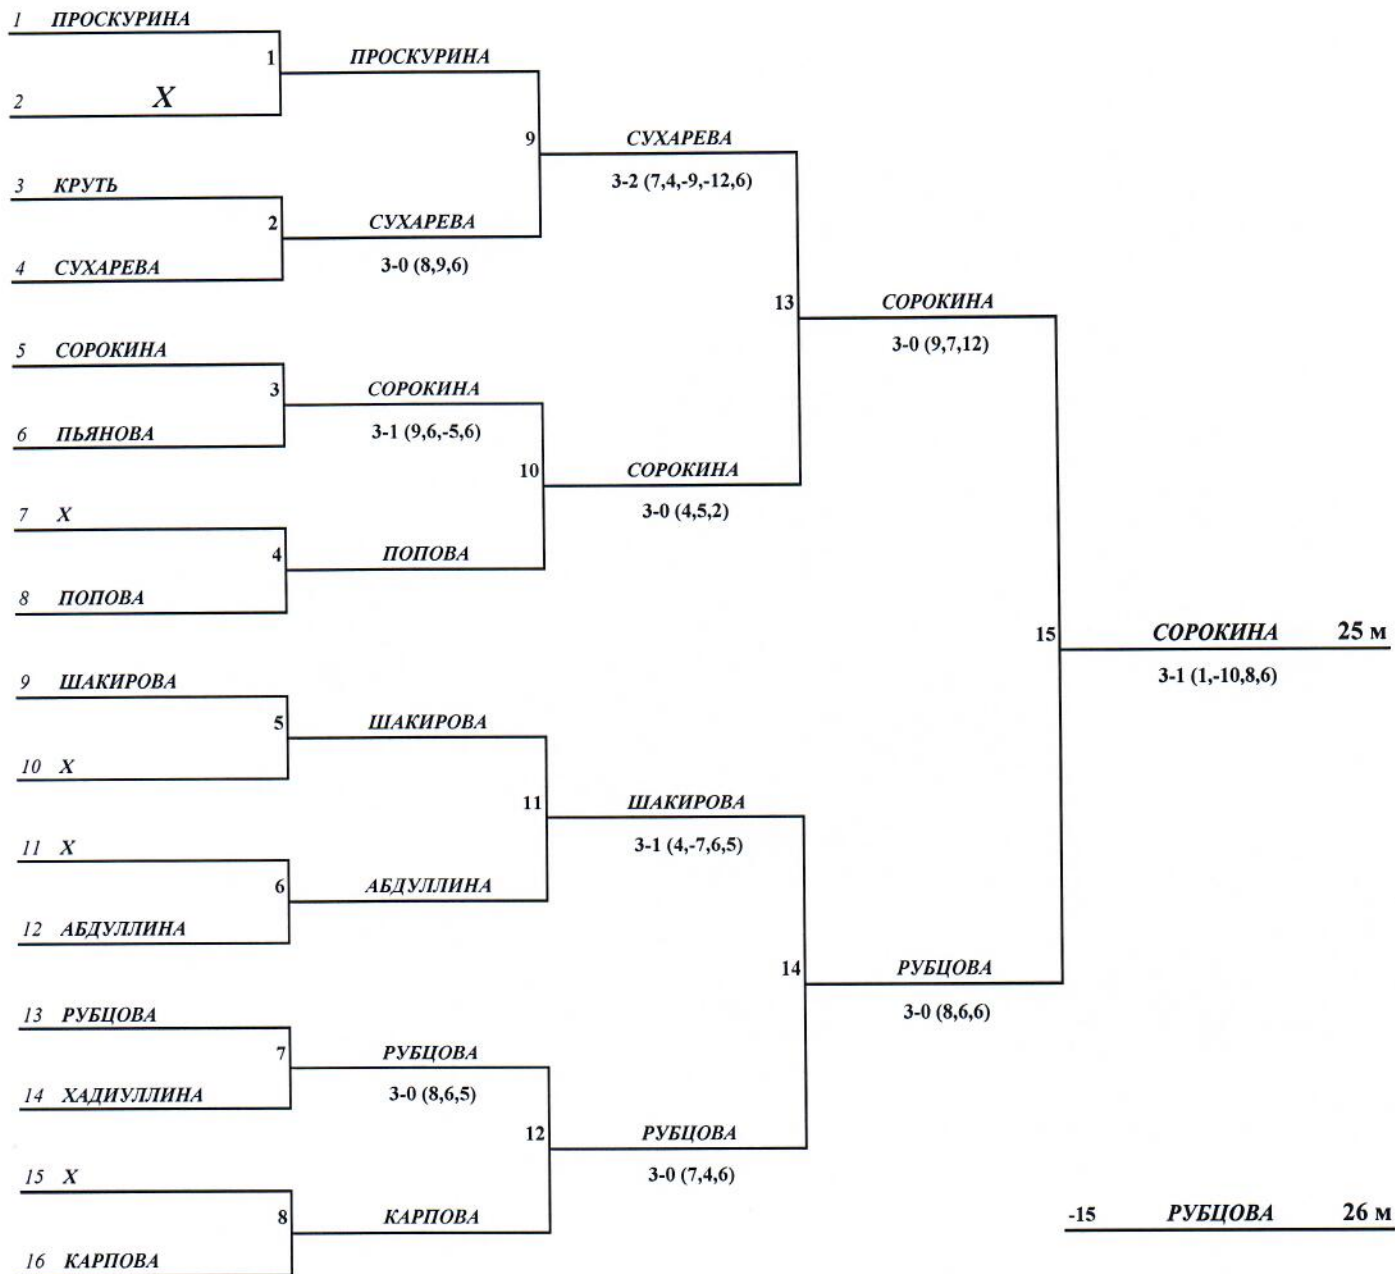 1 ПРОСКУРИНА
1 ПРОСКУРИНА
2 X
9 СУХАРЕВА
3-2 (7,4,-9,-12,6)
3 КРУТЬ
2 СУХАРЕВА
3-0 (8,9,6)
4 СУХАРЕВА
13 СОРОКИНА
3-0 (9,7,12)
5 СОРОКИНА
3 СОРОКИНА
3-1 (9,6,-5,6)
6 ПЬЯНОВА
10 СОРОКИНА
3-0 (4,5,2)
7 X
4 ПОПОВА
8 ПОПОВА
15 СОРОКИНА 25 м
3-1 (1,-10,8,6)
9 ШАКИРОВА
5 ШАКИРОВА
10 X
11 ШАКИРОВА
3-1 (4,-7,6,5)
11 X
6 АБДУЛЛИНА
12 АБДУЛЛИНА
14 РУБЦОВА
3-0 (8,6,6)
13 РУБЦОВА
7 РУБЦОВА
3-0 (8,6,5)
14 ХАДИУЛЛИНА
12 РУБЦОВА
3-0 (7,4,6)
15 X
8 КАРПОВА
-15 РУБЦОВА 26 м
16 КАРПОВА